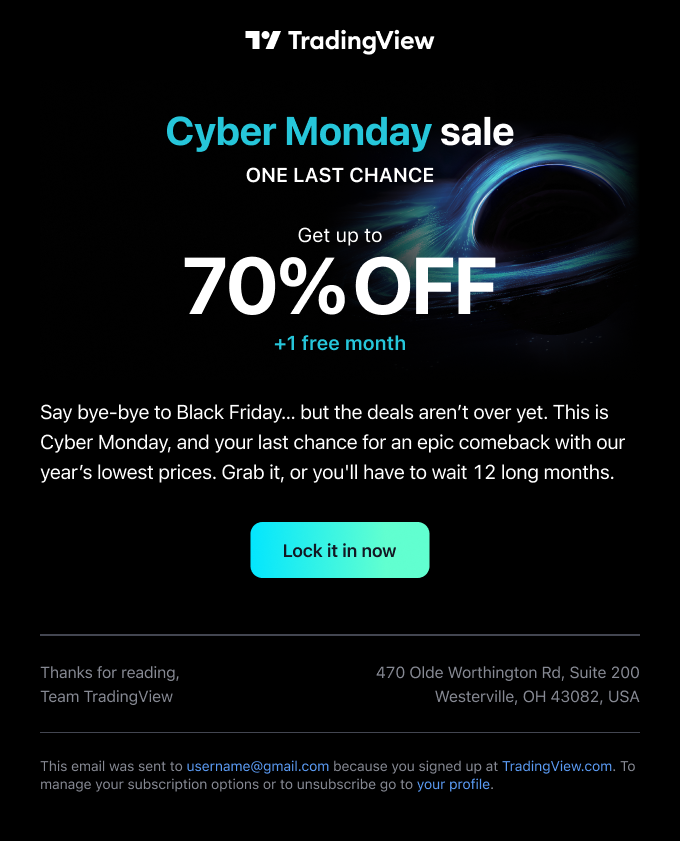 TradingView
Cyber Monday sale
ONE LAST CHANCE
Get up to
70% OFF
+1 free month
Say bye-bye to Black Friday... but the deals aren’t over yet. This is
Cyber Monday, and your last chance for an epic comeback with our
year’s lowest prices. Grab it, or you'll have to wait 12 long months.
Lock it in now
Thanks for reading,
Team TradingView
470 Olde Worthington Rd, Suite 200
Westerville, OH 43082, USA
This email was sent to username@gmail.com because you signed up at TradingView.com. To
manage your subscription options or to unsubscribe go to your profile.